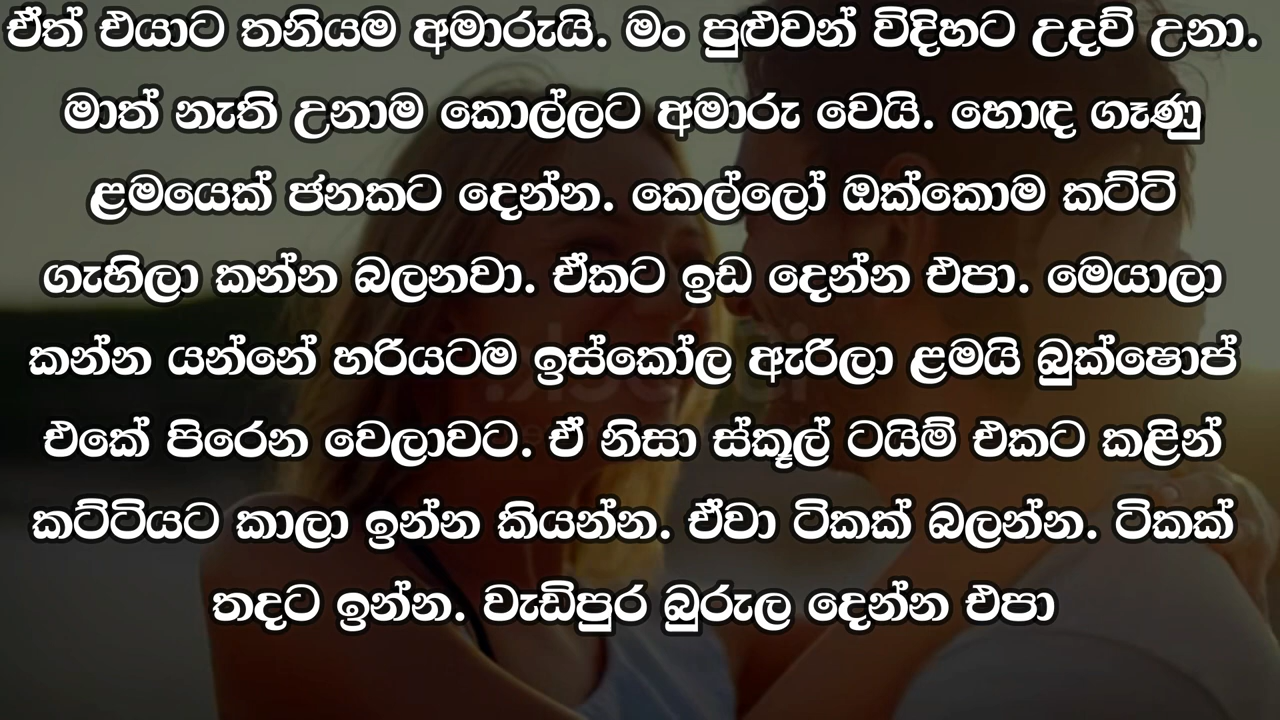 ඒත් එයාට තනියම අමාරුයි. මං පුළුවන් විදිහට උදව් උනා.
මාත් නැති උනාම කොල්ලට අමාරු වෙයි. හොඳ ගෑණු
ළමයෙක් ජනකට දෙන්න. කෙල්ලෝ ඔක්කොම කට්ටි
ගැහිලා කන්න බලනවා. ඒකට ඉඩ දෙන්න එපා. මෙයාලා
කන්න යන්නේ හරියටම ඉස්කෝල ඇරිලා ළමයි බුක්ෂොප්
එකේ පිරෙන වෙලාවට. ඒ නිසා ස්කූල් ටයිම් එකට කළින්
කට්ටියට කාලා ඉන්න කියන්න. ඒවා ටිකක් බලන්න. ටිකක්
තදට ඉන්න. වැඩිපුර බුරුල දෙන්න එපා